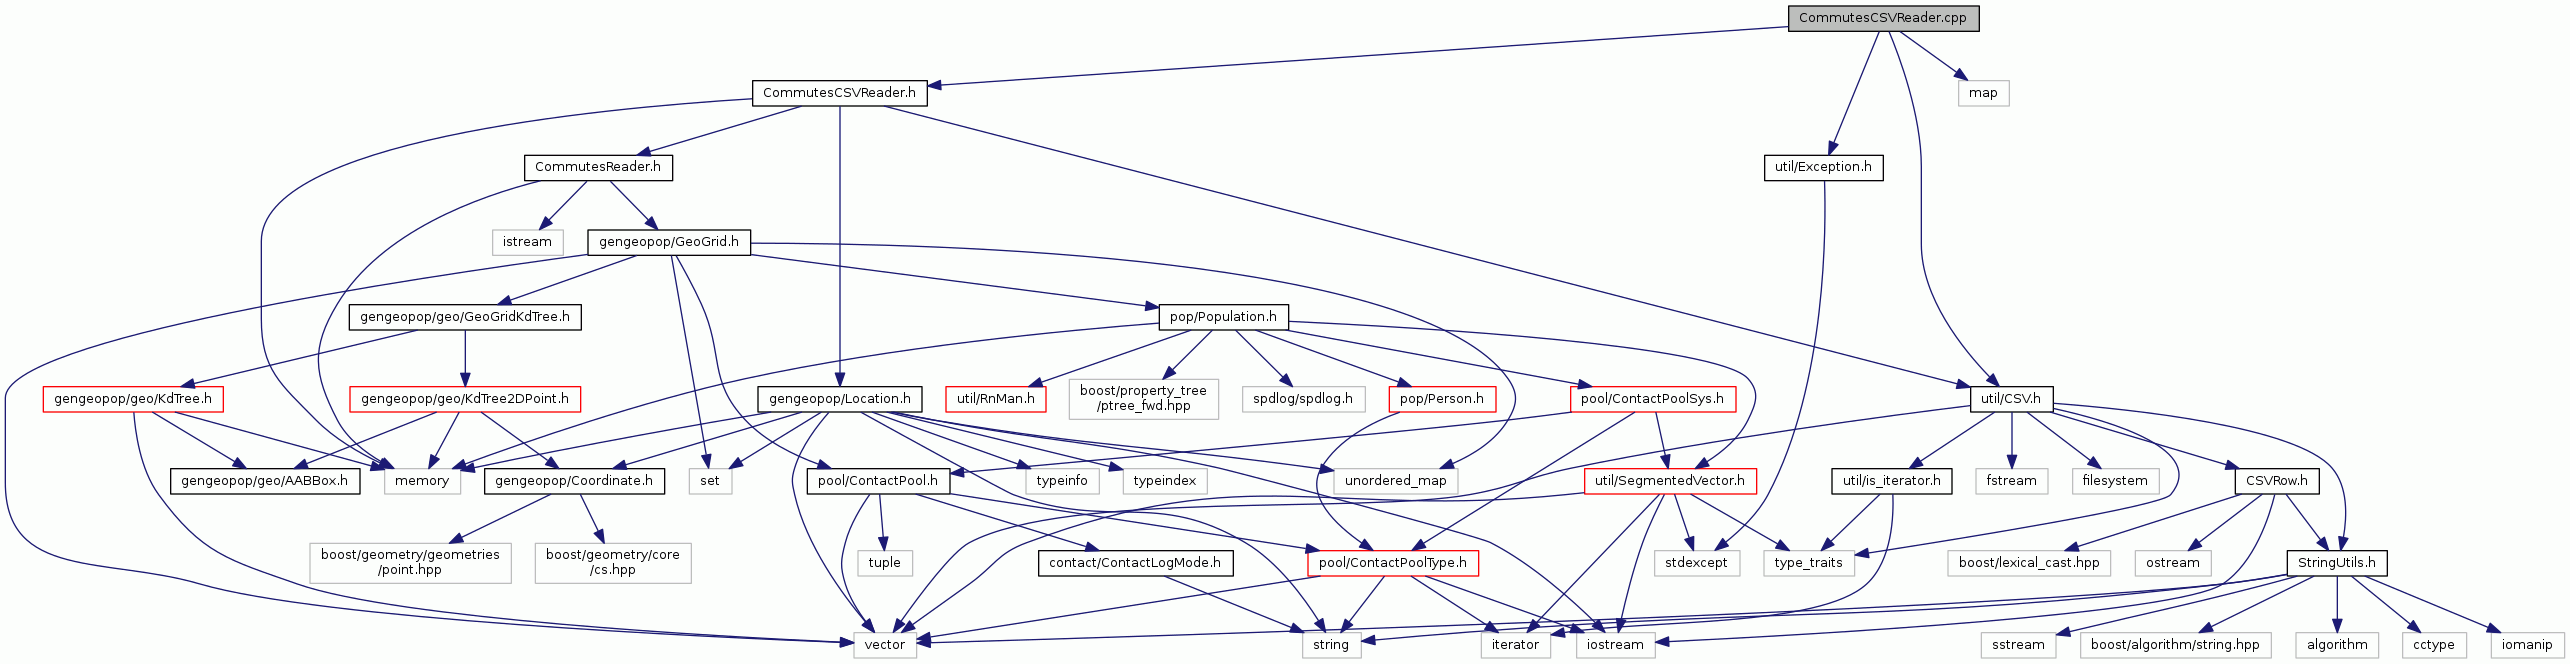 CommutesCSVReader.cpp
CommutesCSVReader.h
map
CommutesReader.h
util/Exception.h
istream
gengeopop/GeoGrid.h
gengeopop/geo/GeoGridKdTree.h
pop/Population.h
gengeopop/geo/KdTree.h
gengeopop/geo/KdTree2DPoint.h
gengeopop/Location.h
util/RnMan.h
boost/property_tree
/ptree_fwd.hpp
spdlog/spdlog.h
pop/Person.h
pool/ContactPoolSys.h
util/CSV.h
gengeopop/geo/AABBox.h
memory
gengeopop/Coordinate.h
set
pool/ContactPool.h
typeinfo
typeindex
unordered_map
util/SegmentedVector.h
util/is_iterator.h
fstream
filesystem
CSVRow.h
boost/geometry/geometries
/point.hpp
boost/geometry/core
/cs.hpp
tuple
contact/ContactLogMode.h
pool/ContactPoolType.h
stdexcept
type_traits
boost/lexical_cast.hpp
ostream
StringUtils.h
vector
string
iterator
iostream
sstream
boost/algorithm/string.hpp
algorithm
cctype
iomanip